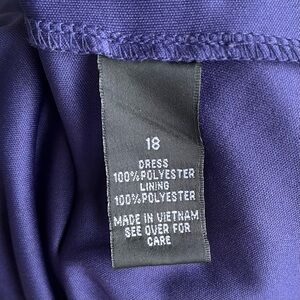 18
DRESS
100%POLYESTER
LINING
100%POLYESTER
MADE IN VIETNAM
SEE OVER FOR
CARE